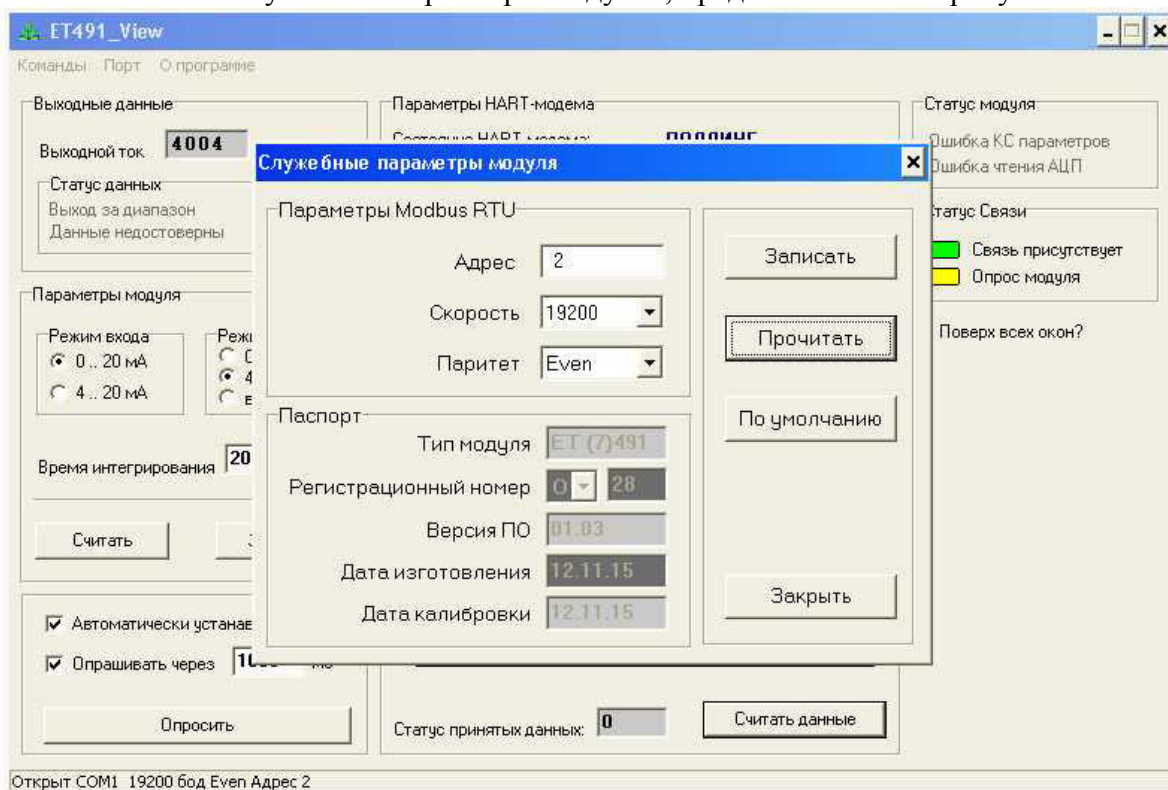 ET491_View
Команды Порт О программе
Выходные данные
Выходной ток 4004
Статус данных
Выход за диапазон
Данные недостоверны
Параметры HART-модема
Статус модуля
Ошибка КС параметров
Ошибка чтения АЦП
Статус Связи
Связь присутствует
Опрос модуля
Поверх всех окон?
Параметры модуля
Режим входа
0 .. 20 мА
4 .. 20 мА
Время интегрирования 20
Считать
Опрашивать через
Опросить
Служебные параметры модуля
Параметры Modbus RTU
Адрес 2
Скорость 19200
Паритет Even
Паспорт
Тип модуля ET (7)491
Регистрационный номер 0 28
Версия ПО 01.03
Дата изготовления 12.11.15
Дата калибровки 12.11.15
Записать
Прочитать
По умолчанию
Закрыть
Статус принятых данных: 0
Считать данные
Открыт COM1 19200 бод Even Адрес 2